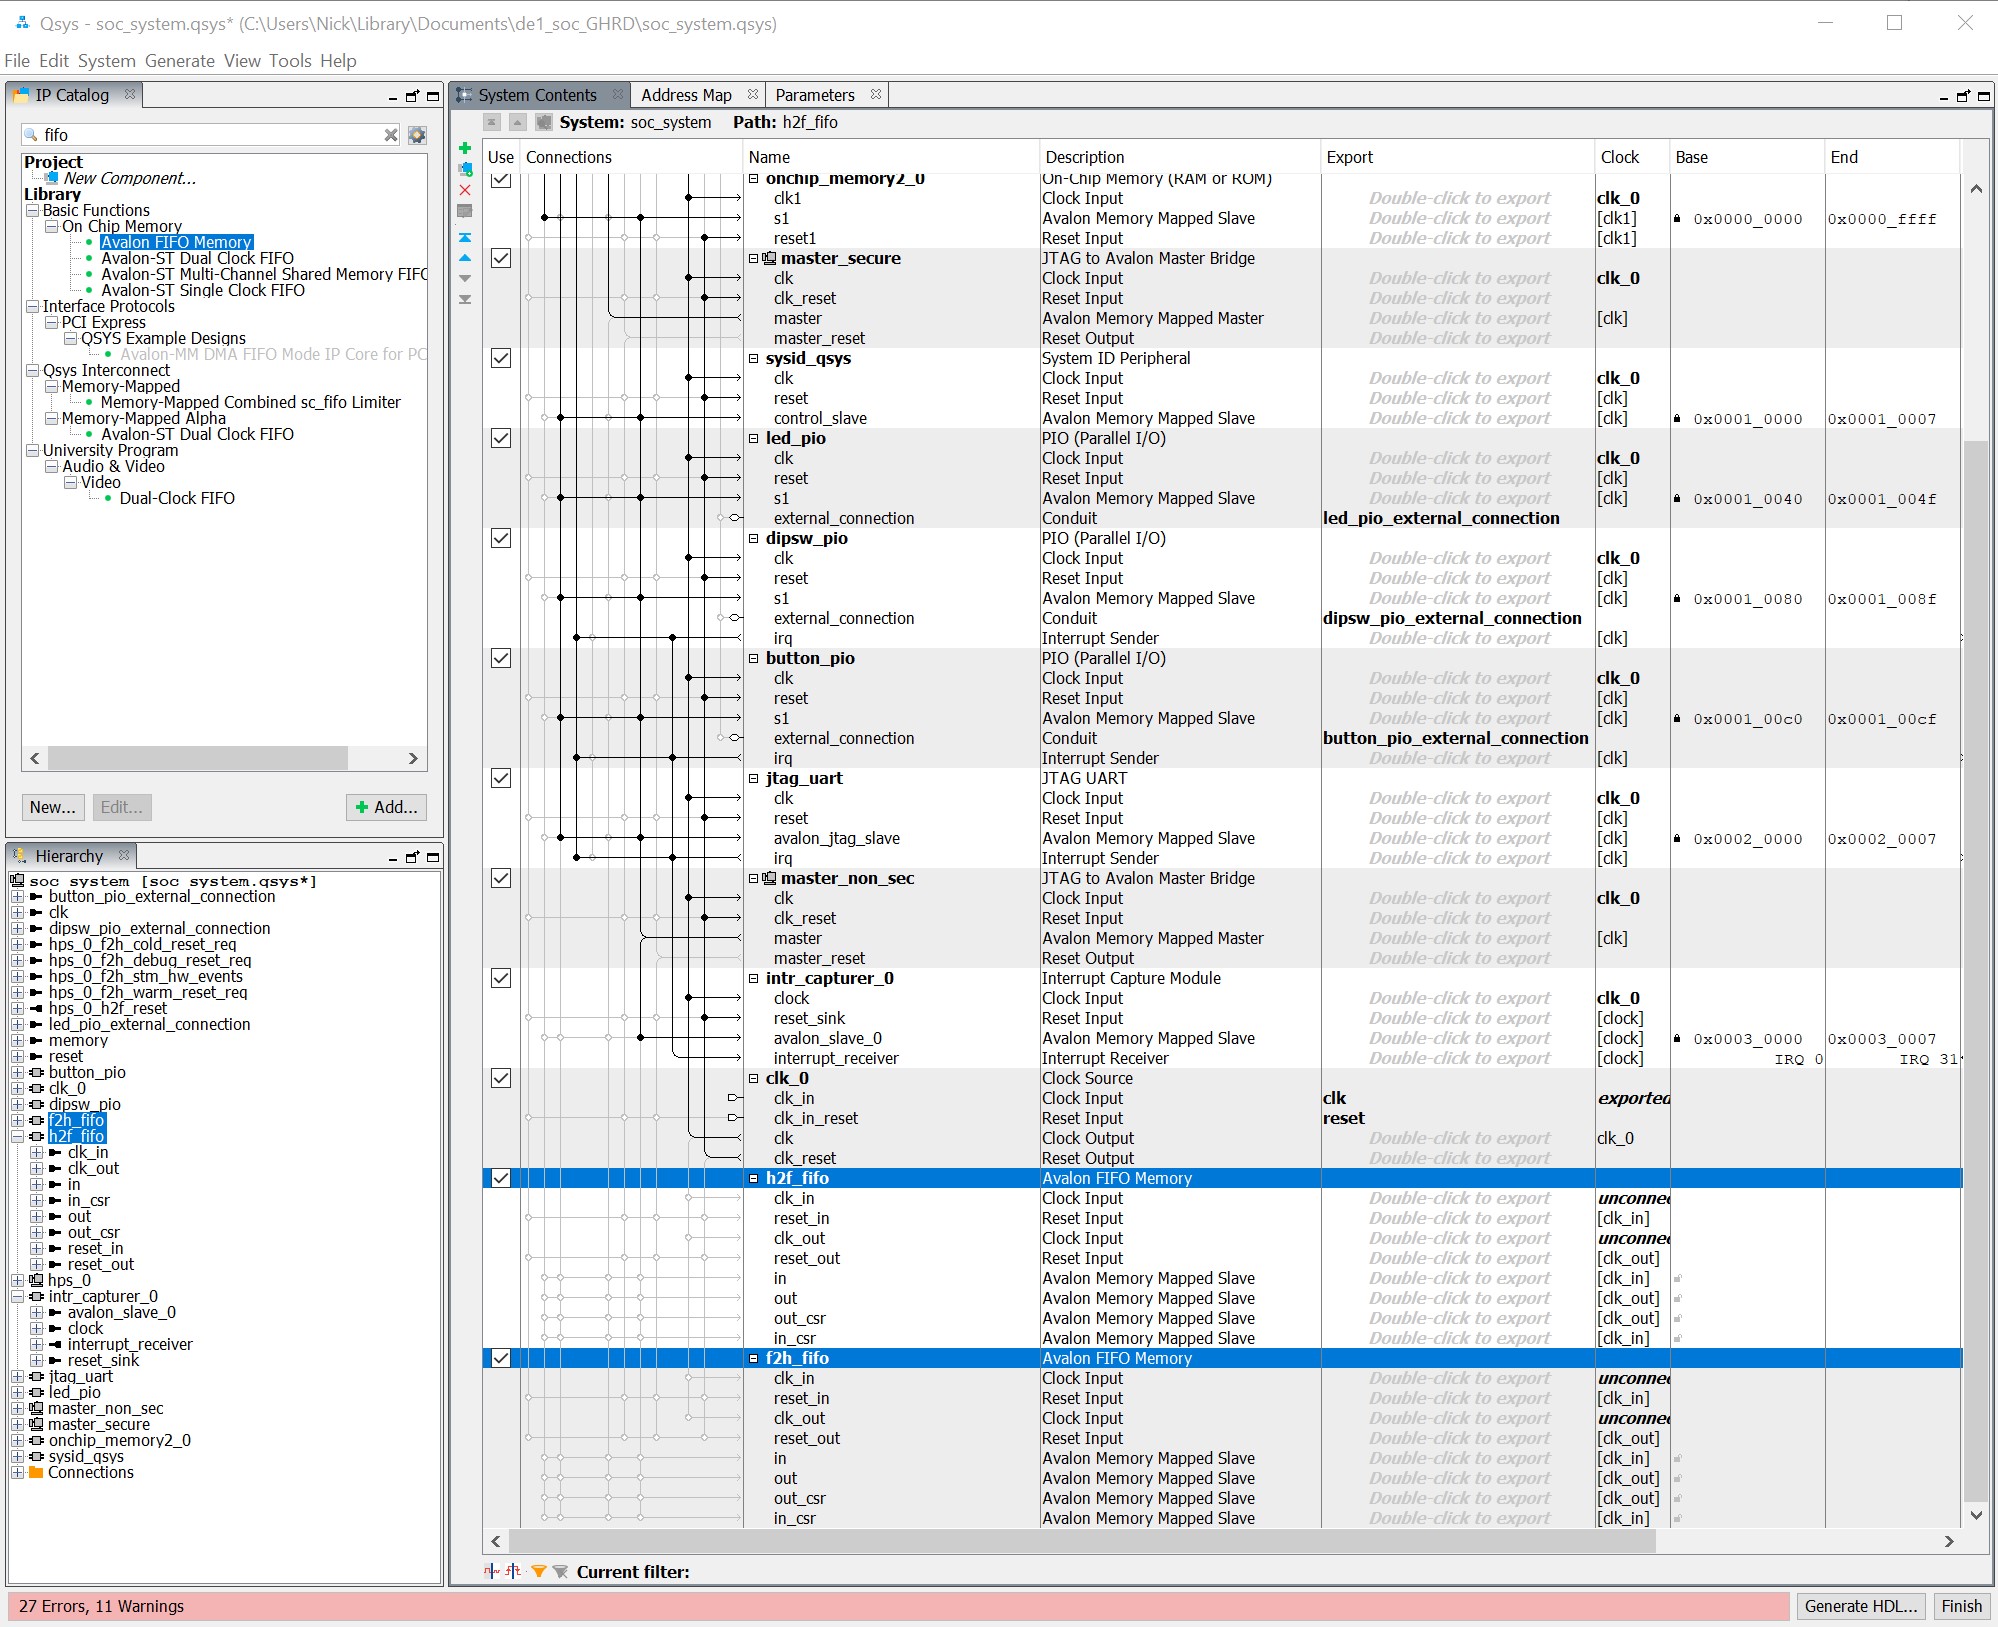 Qsys - soc_system.qsys* (C:\Users\Nick\Library\Documents\de1_soc_GHRD\soc_system.qsys)
File Edit System Generate View Tools Help
IP Catalog
fifo
Project
New Component...
Library
Basic Functions
On Chip Memory
Avalon FIFO Memory
Avalon-ST Dual Clock FIFO
Avalon-ST Multi-Channel Shared Memory FIFO
Avalon-ST Single Clock FIFO
Interface Protocols
PCI Express
QSYS Example Designs
Avalon-MM DMA FIFO Mode IP Core for PC
Qsys Interconnect
Memory-Mapped
Memory-Mapped Combined sc_fifo Limiter
Memory-Mapped Alpha
Avalon-ST Dual Clock FIFO
University Program
Audio & Video
Video
Dual-Clock FIFO
New... Edit... Add...
Hierarchy
soc_system [soc_system.qsys*]
button_pio_external_connection
clk
dipsw_pio_external_connection
hps_0_f2h_cold_reset_req
hps_0_f2h_debug_reset_req
hps_0_f2h_stm_hw_events
hps_0_f2h_warm_reset_req
hps_0_h2f_reset
led_pio_external_connection
memory
reset
button_pio
clk_0
dipsw_pio
f2h_fifo
h2f_fifo
clk_in
clk_out
in
in_csr
out
out_csr
reset_in
reset_out
hps_0
intr_capturer_0
avalon_slave_0
clock
interrupt_receiver
reset_sink
jtag_uart
led_pio
master_non_sec
master_secure
onchip_memory2_0
sysid_qsys
Connections
System Contents Address Map Parameters
System: soc_system Path: h2f_fifo
Use Connections Name Description Export Clock Base End
onchip_memory2_0 On-Chip Memory (RAM or ROM)
clk1 Clock Input Double-click to export clk_0
s1 Avalon Memory Mapped Slave Double-click to export [clk1] 0x0000_0000 0x0000_ffff
reset1 Reset Input Double-click to export [clk1]
master_secure JTAG to Avalon Master Bridge
clk Clock Input Double-click to export clk_0
clk_reset Reset Input Double-click to export
master Avalon Memory Mapped Master Double-click to export [clk]
master_reset Reset Output Double-click to export
sysid_qsys System ID Peripheral
clk Clock Input Double-click to export clk_0
reset Reset Input Double-click to export [clk]
control_slave Avalon Memory Mapped Slave Double-click to export [clk] 0x0001_0000 0x0001_0007
led_pio PIO (Parallel I/O)
clk Clock Input Double-click to export clk_0
reset Reset Input Double-click to export [clk]
s1 Avalon Memory Mapped Slave Double-click to export [clk] 0x0001_0040 0x0001_004f
external_connection Conduit led_pio_external_connection
dipsw_pio PIO (Parallel I/O)
clk Clock Input Double-click to export clk_0
reset Reset Input Double-click to export [clk]
s1 Avalon Memory Mapped Slave Double-click to export [clk] 0x0001_0080 0x0001_008f
external_connection Conduit dipsw_pio_external_connection
irq Interrupt Sender Double-click to export [clk]
button_pio PIO (Parallel I/O)
clk Clock Input Double-click to export clk_0
reset Reset Input Double-click to export [clk]
s1 Avalon Memory Mapped Slave Double-click to export [clk] 0x0001_00c0 0x0001_00cf
external_connection Conduit button_pio_external_connection
irq Interrupt Sender Double-click to export [clk]
jtag_uart JTAG UART
clk Clock Input Double-click to export clk_0
reset Reset Input Double-click to export [clk]
avalon_jtag_slave Avalon Memory Mapped Slave Double-click to export [clk] 0x0002_0000 0x0002_0007
irq Interrupt Sender Double-click to export [clk]
master_non_sec JTAG to Avalon Master Bridge
clk Clock Input Double-click to export clk_0
clk_reset Reset Input Double-click to export
master Avalon Memory Mapped Master Double-click to export [clk]
master_reset Reset Output Double-click to export
intr_capturer_0 Interrupt Capture Module
clock Clock Input Double-click to export clk_0
reset_sink Reset Input Double-click to export [clock]
avalon_slave_0 Avalon Memory Mapped Slave Double-click to export [clock] 0x0003_0000 0x0003_0007
interrupt_receiver Interrupt Receiver Double-click to export [clock] IRQ 0 IRQ 31
clk_0 Clock Source
clk_in Clock Input clk exported
clk_in_reset Reset Input reset
clk Clock Output Double-click to export clk_0
clk_reset Reset Output Double-click to export
h2f_fifo Avalon FIFO Memory
clk_in Clock Input Double-click to export unconnec
reset_in Reset Input Double-click to export [clk_in]
clk_out Clock Input Double-click to export unconnec
reset_out Reset Input Double-click to export [clk_out]
in Avalon Memory Mapped Slave Double-click to export [clk_in]
out Avalon Memory Mapped Slave Double-click to export [clk_out]
out_csr Avalon Memory Mapped Slave Double-click to export [clk_out]
in_csr Avalon Memory Mapped Slave Double-click to export [clk_in]
f2h_fifo Avalon FIFO Memory
clk_in Clock Input Double-click to export unconnec
reset_in Reset Input Double-click to export [clk_in]
clk_out Clock Input Double-click to export unconnec
reset_out Reset Input Double-click to export [clk_out]
in Avalon Memory Mapped Slave Double-click to export [clk_in]
out Avalon Memory Mapped Slave Double-click to export [clk_out]
out_csr Avalon Memory Mapped Slave Double-click to export [clk_out]
in_csr Avalon Memory Mapped Slave Double-click to export [clk_in]
Current filter:
27 Errors, 11 Warnings
Generate HDL... Finish